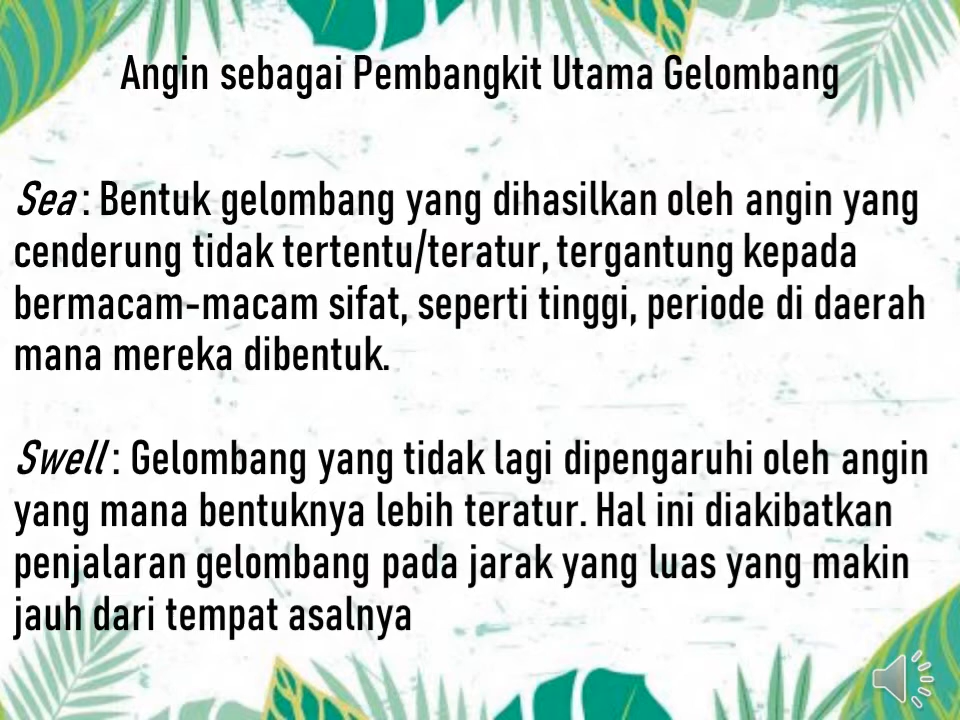 Angin sebagai Pembangkit Utama Gelombang
Sea : Bentuk gelombang yang dihasilkan oleh angin yang
cenderung tidak tertentu/teratur, tergantung kepada
bermacam-macam sifat, seperti tinggi, periode di daerah
mana mereka dibentuk.
Swell : Gelombang yang tidak lagi dipengaruhi oleh angin
yang mana bentuknya lebih teratur. Hal ini diakibatkan
penjalaran gelombang pada jarak yang luas yang makin
jauh dari tempat asalnya